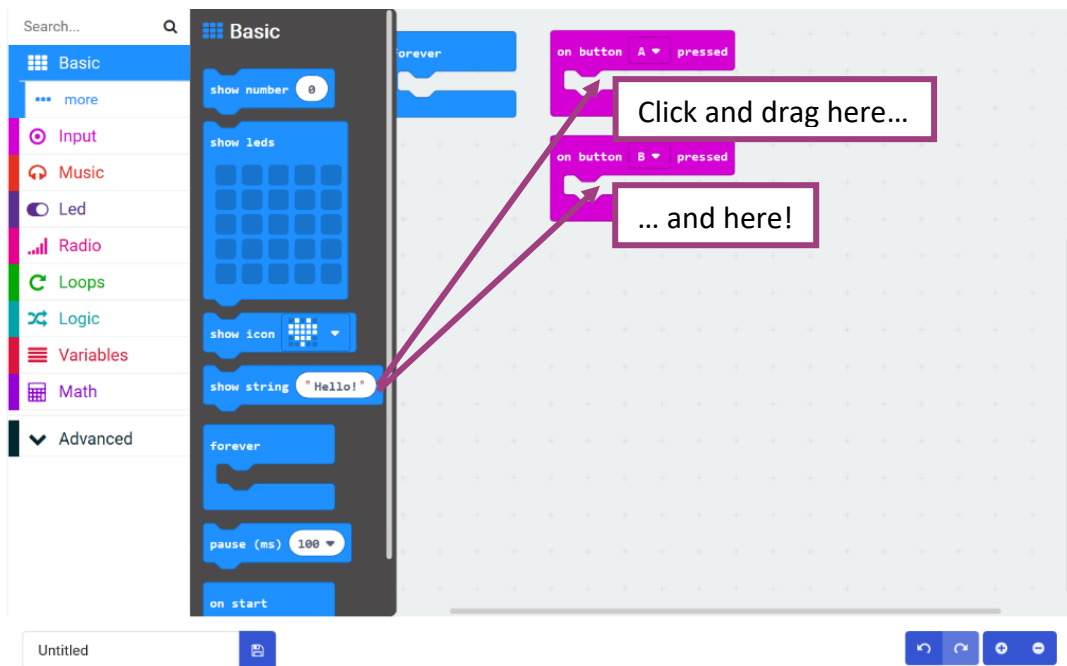 Search...
Basic
more
Input
Music
Led
Radio
Loops
Logic
Variables
Math
Advanced
Basic
show number 0
show leds
show icon
show string "Hello!"
forever
pause (ms) 100
on start
forever
on button A pressed
Click and drag here...
on button B pressed
... and here!
Untitled